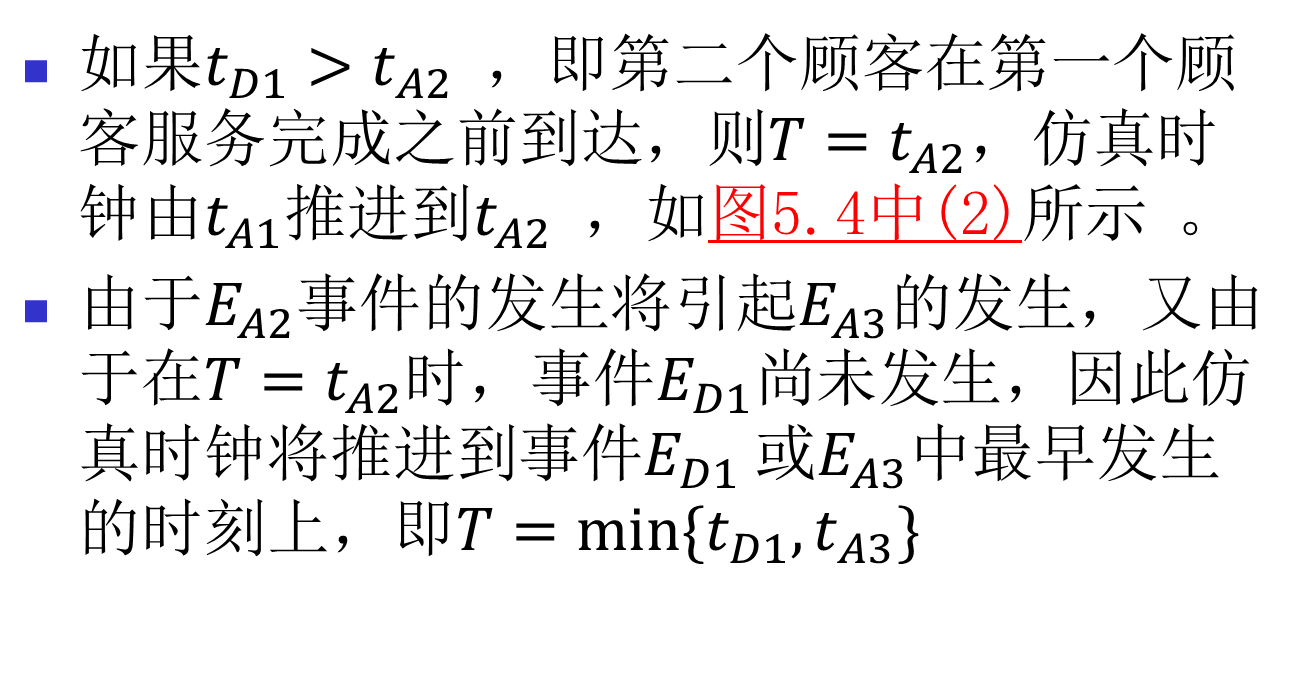 ■ 如果t_{D1} > t_{A2} ，即第二个顾客在第一个顾
客服务完成之前到达，则T = t_{A2}，仿真时
钟由t_{A1}推进到t_{A2} ，如图5.4中(2)所示 。
■ 由于E_{A2}事件的发生将引起E_{A3}的发生，又由
于在T = t_{A2}时，事件E_{D1}尚未发生，因此仿
真时钟将推进到事件E_{D1} 或E_{A3}中最早发生
的时刻上，即T = min{t_{D1}, t_{A3}}